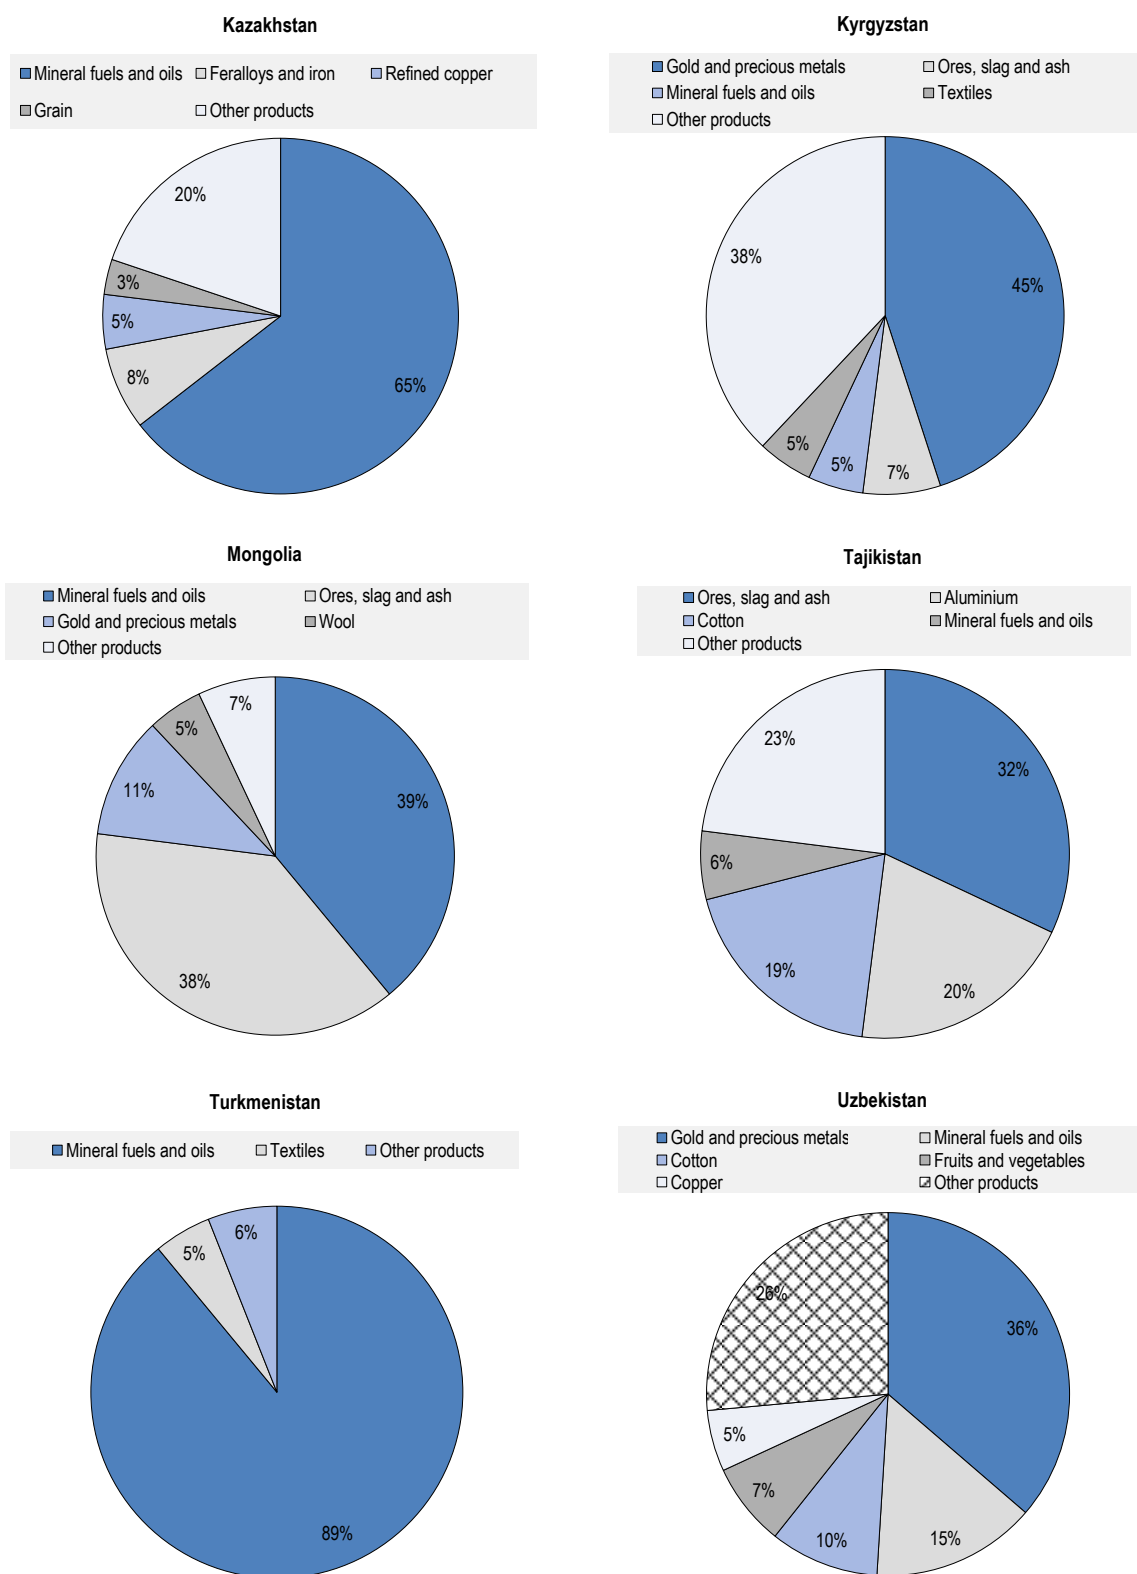 Kazakhstan
Mineral fuels and oils Feralloys and iron Refined copper
Grain Other products
20%
3%
5%
8%
65%
Kyrgyzstan
Gold and precious metals Ores, slag and ash
Mineral fuels and oils Textiles
Other products
38%
45%
5%
5%
7%
Mongolia
Mineral fuels and oils Ores, slag and ash
Gold and precious metals Wool
Other products
7%
5%
11%
39%
38%
Tajikistan
Ores, slag and ash Aluminium
Cotton Mineral fuels and oils
Other products
23%
32%
6%
19%
20%
Turkmenistan
Mineral fuels and oils Textiles Other products
6%
5%
89%
Uzbekistan
Gold and precious metals Mineral fuels and oils
Cotton Fruits and vegetables
Copper Other products
26%
36%
5%
7%
10%
15%